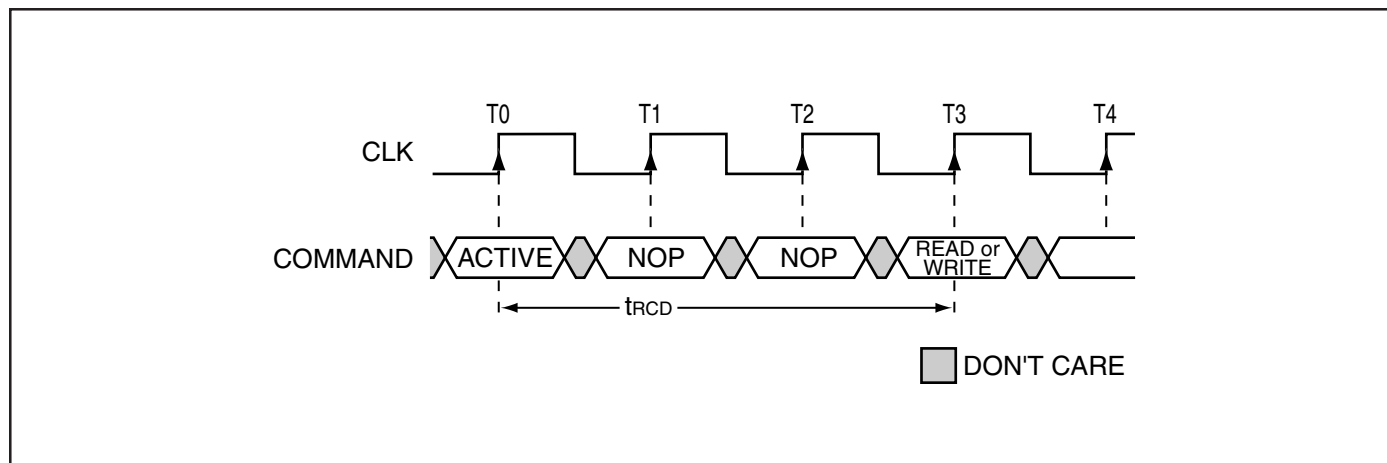 T0 T1 T2 T3 T4
CLK
COMMAND ACTIVE NOP NOP READ or
WRITE
tRCD
DON'T CARE